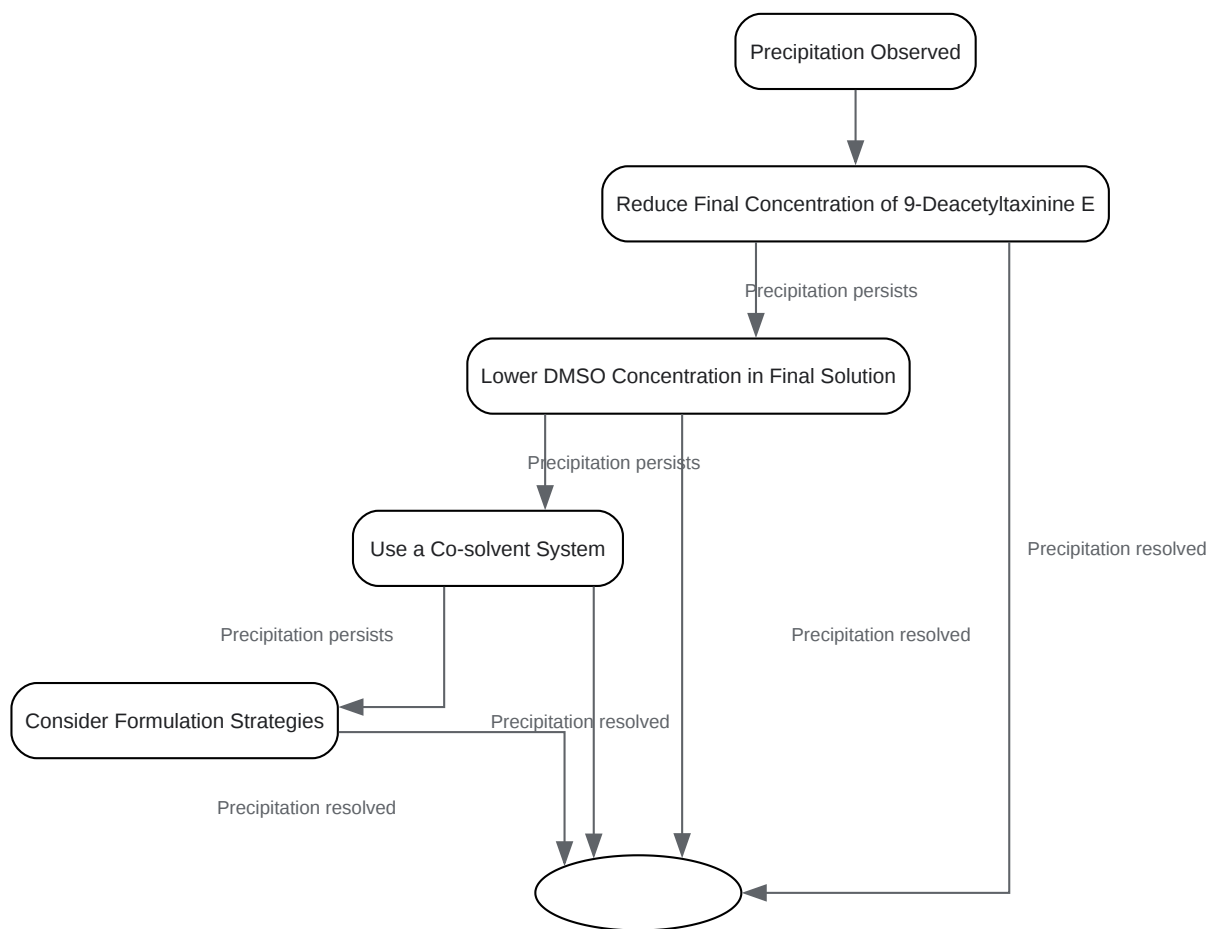 Precipitation Observed
Reduce Final Concentration of 9-Deacetyltaxinine E
Precipitation persists
Lower DMSO Concentration in Final Solution
Precipitation persists
Use a Co-solvent System
Precipitation resolved
Precipitation persists
Precipitation resolved
Consider Formulation Strategies
Precipitation resolved
Precipitation resolved